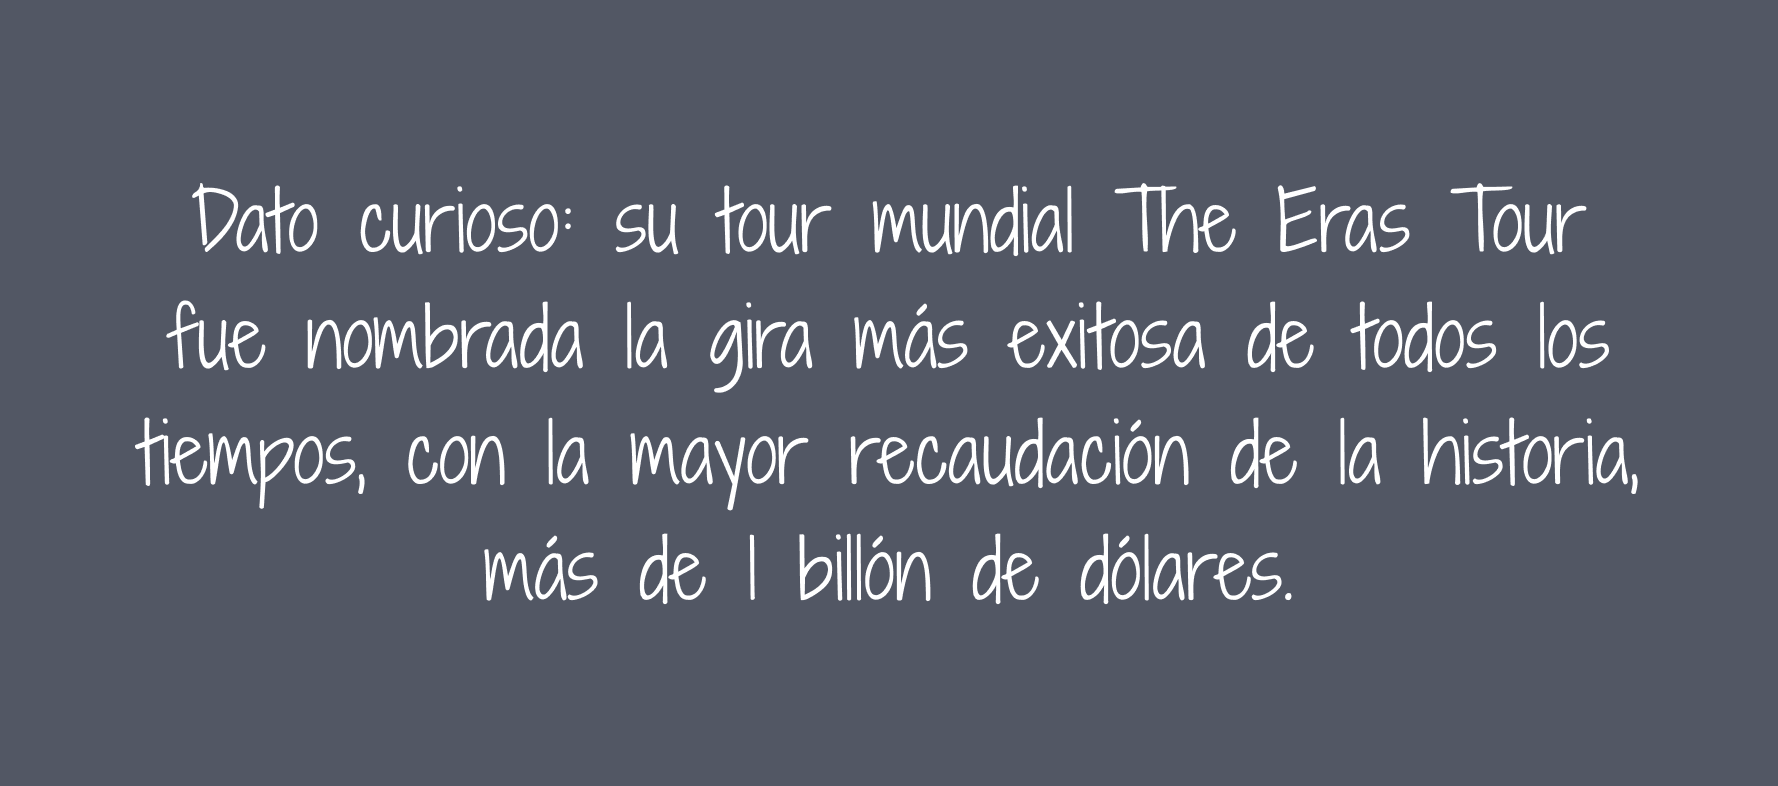 Dato curioso: su tour mundial The Eras Tour
fue nombrada la gira más exitosa de todos los
tiempos, con la mayor recaudación de la historia,
más de 1 billón de dólares.